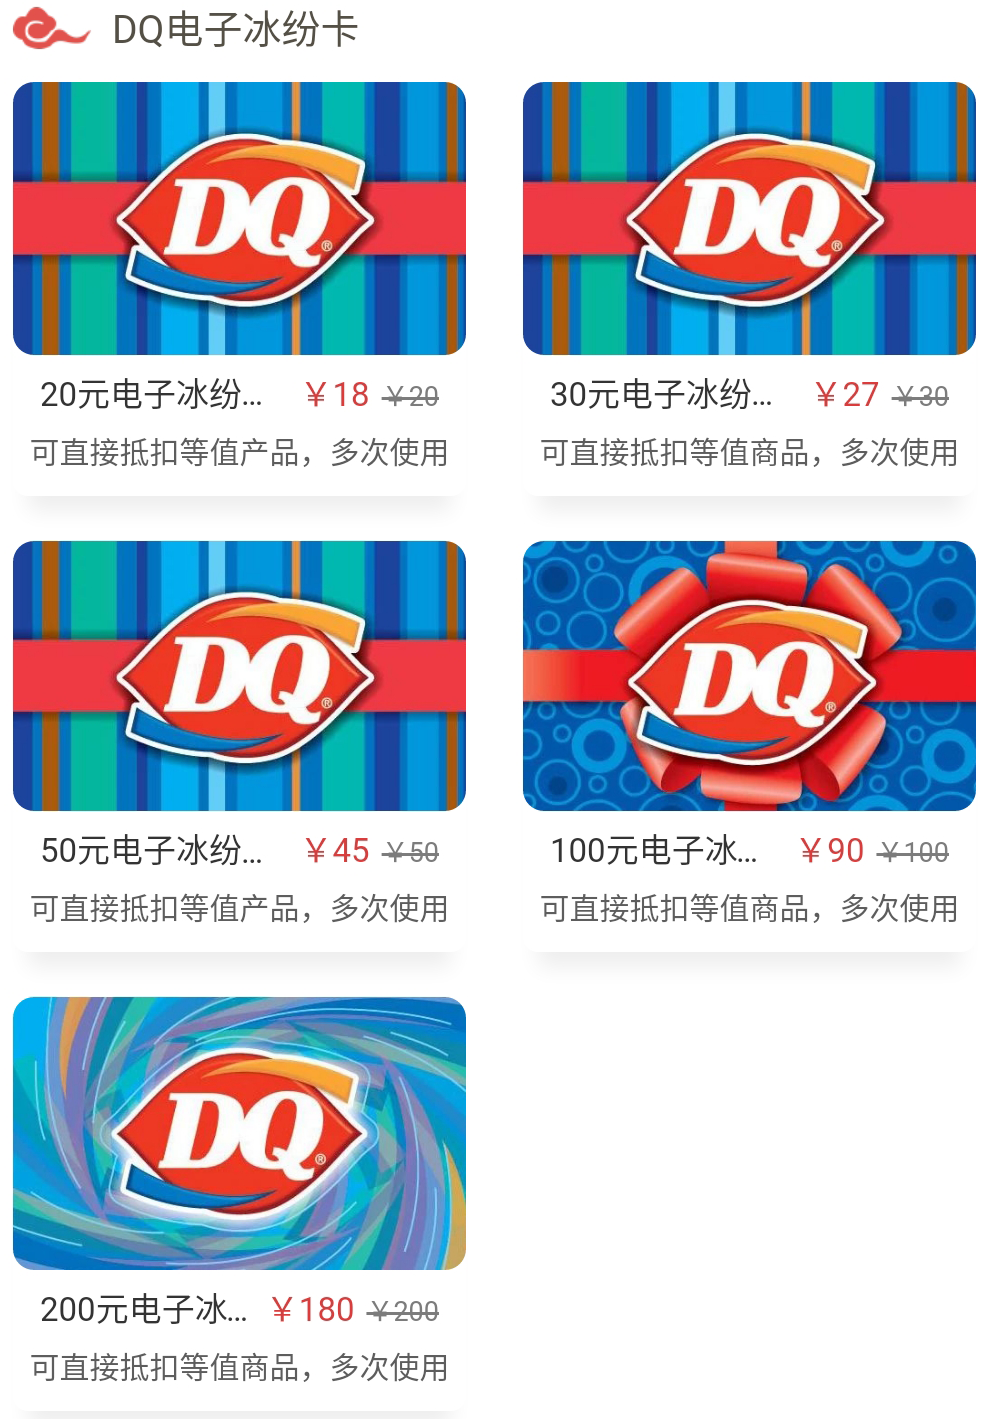 DQ电子冰纷卡
DQ®
DQ®
20元电子冰纷... ￥18 ￥20
可直接抵扣等值产品，多次使用
30元电子冰纷... ￥27 ￥30
可直接抵扣等值商品，多次使用
DQ®
DQ®
50元电子冰纷... ￥45 ￥50
可直接抵扣等值产品，多次使用
100元电子冰... ￥90 ￥100
可直接抵扣等值商品，多次使用
DQ®
200元电子冰... ￥180 ￥200
可直接抵扣等值商品，多次使用